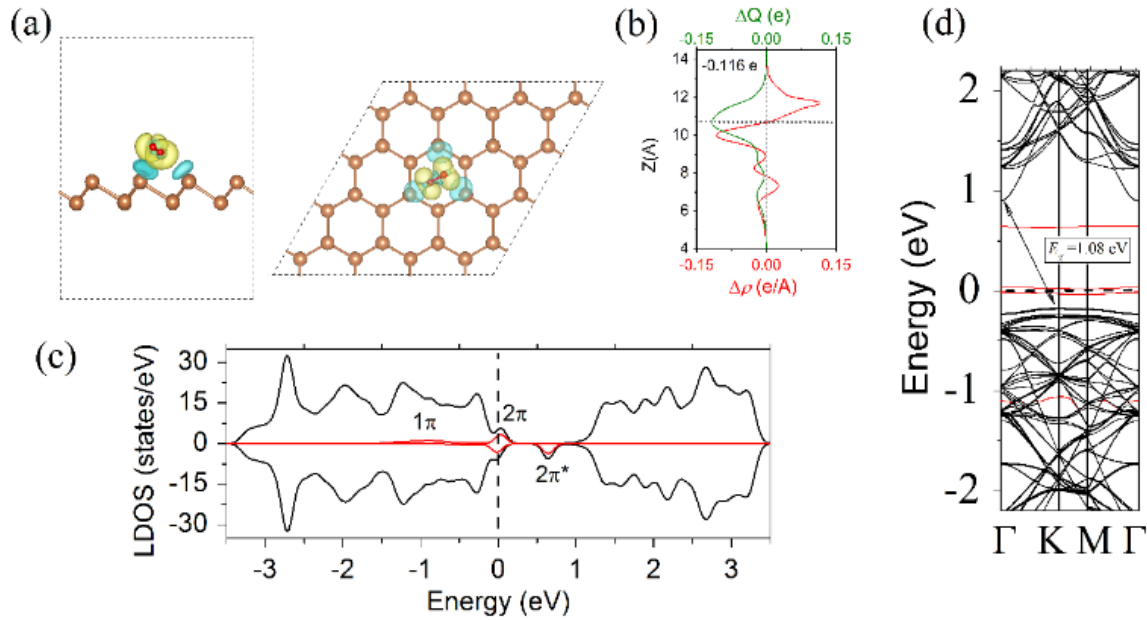 (a)
(b)
ΔQ (e)
-0.15 0.00 0.15
14
12
10
8
6
4
Z(A)
-0.116 e
-0.15 0.00 0.15
Δρ (e/A)
(c)
LDOS (states/eV)
30
15
0
-15
-30
1π
2π
2π*
-3 -2 -1 0 1 2 3
Energy (eV)
(d)
Energy (eV)
2
1
0
-1
-2
=1.08 eV
Γ K M Γ